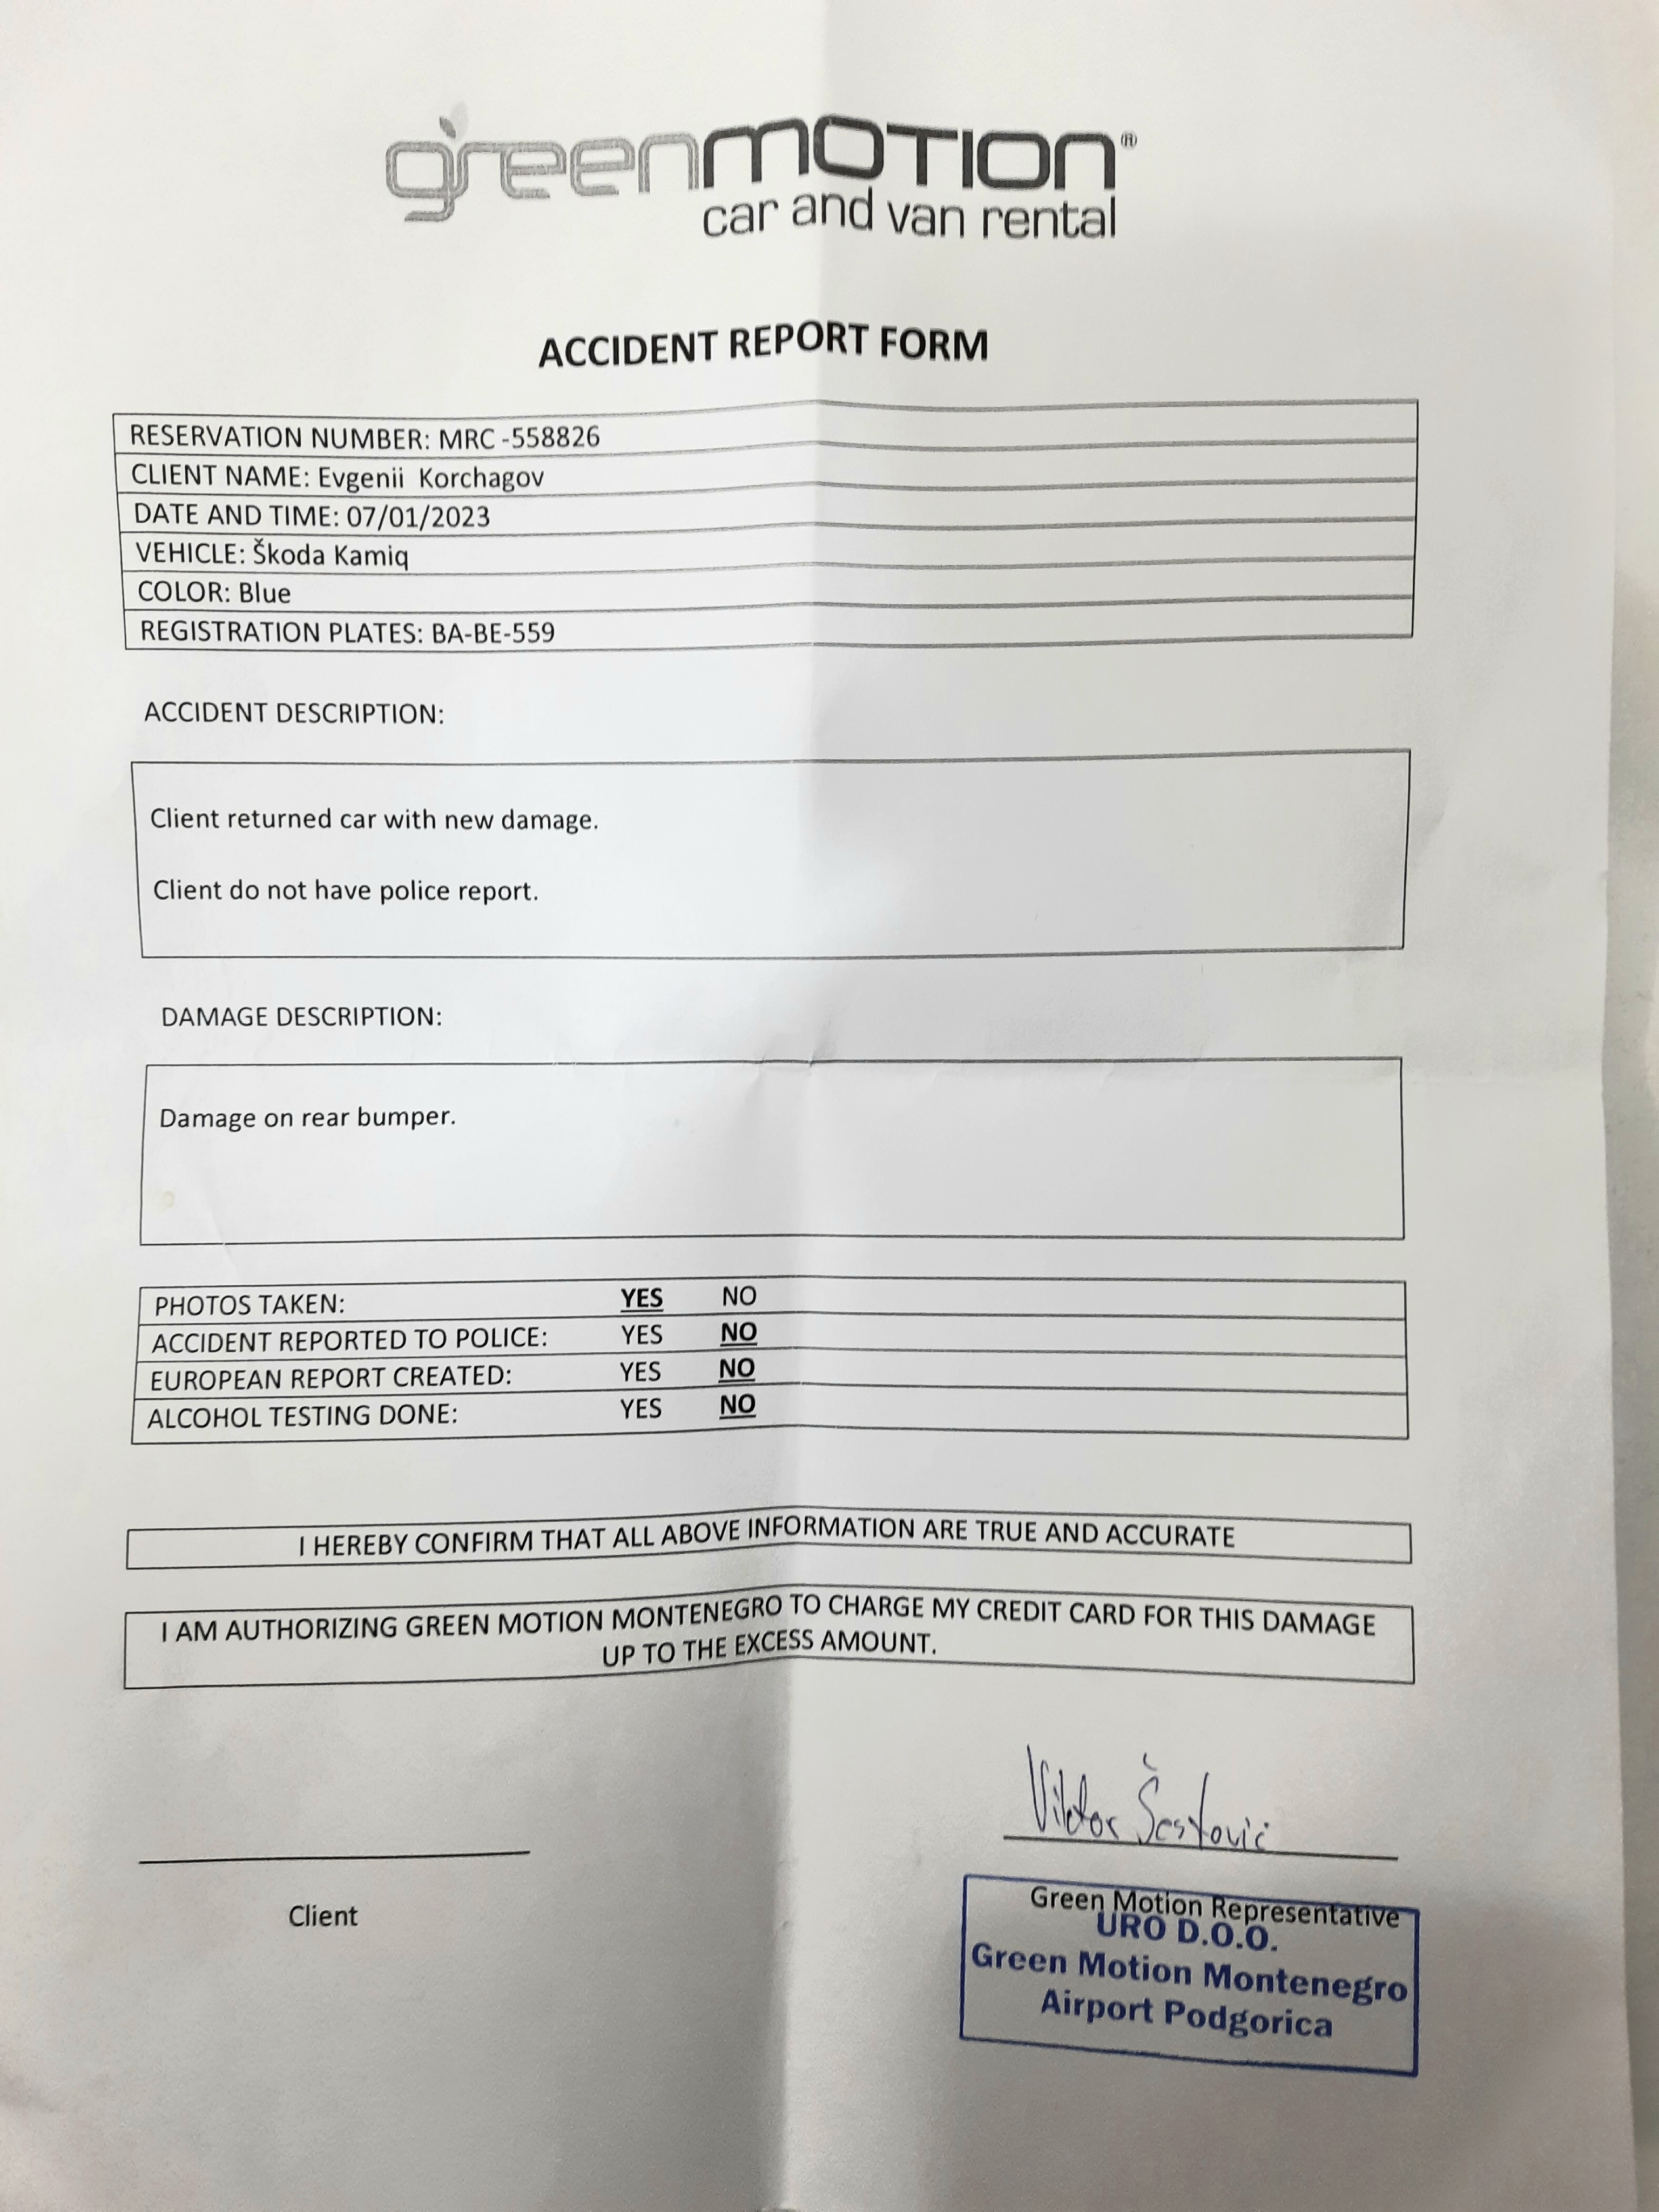 greenmotion®
car and van rental
ACCIDENT REPORT FORM
RESERVATION NUMBER: MRC -558826
CLIENT NAME: Evgenii Korchagov
DATE AND TIME: 07/01/2023
VEHICLE: Škoda Kamiq
COLOR: Blue
REGISTRATION PLATES: BA-BE-559
ACCIDENT DESCRIPTION:
Client returned car with new damage.
Client do not have police report.
DAMAGE DESCRIPTION:
Damage on rear bumper.
PHOTOS TAKEN: YES NO
ACCIDENT REPORTED TO POLICE: YES NO
EUROPEAN REPORT CREATED: YES NO
ALCOHOL TESTING DONE: YES NO
I HEREBY CONFIRM THAT ALL ABOVE INFORMATION ARE TRUE AND ACCURATE
I AM AUTHORIZING GREEN MOTION MONTENEGRO TO CHARGE MY CREDIT CARD FOR THIS DAMAGE
UP TO THE EXCESS AMOUNT.
Viktor Šestović
Client
Green Motion Representative
URO D.O.O.
Green Motion Montenegro
Airport Podgorica